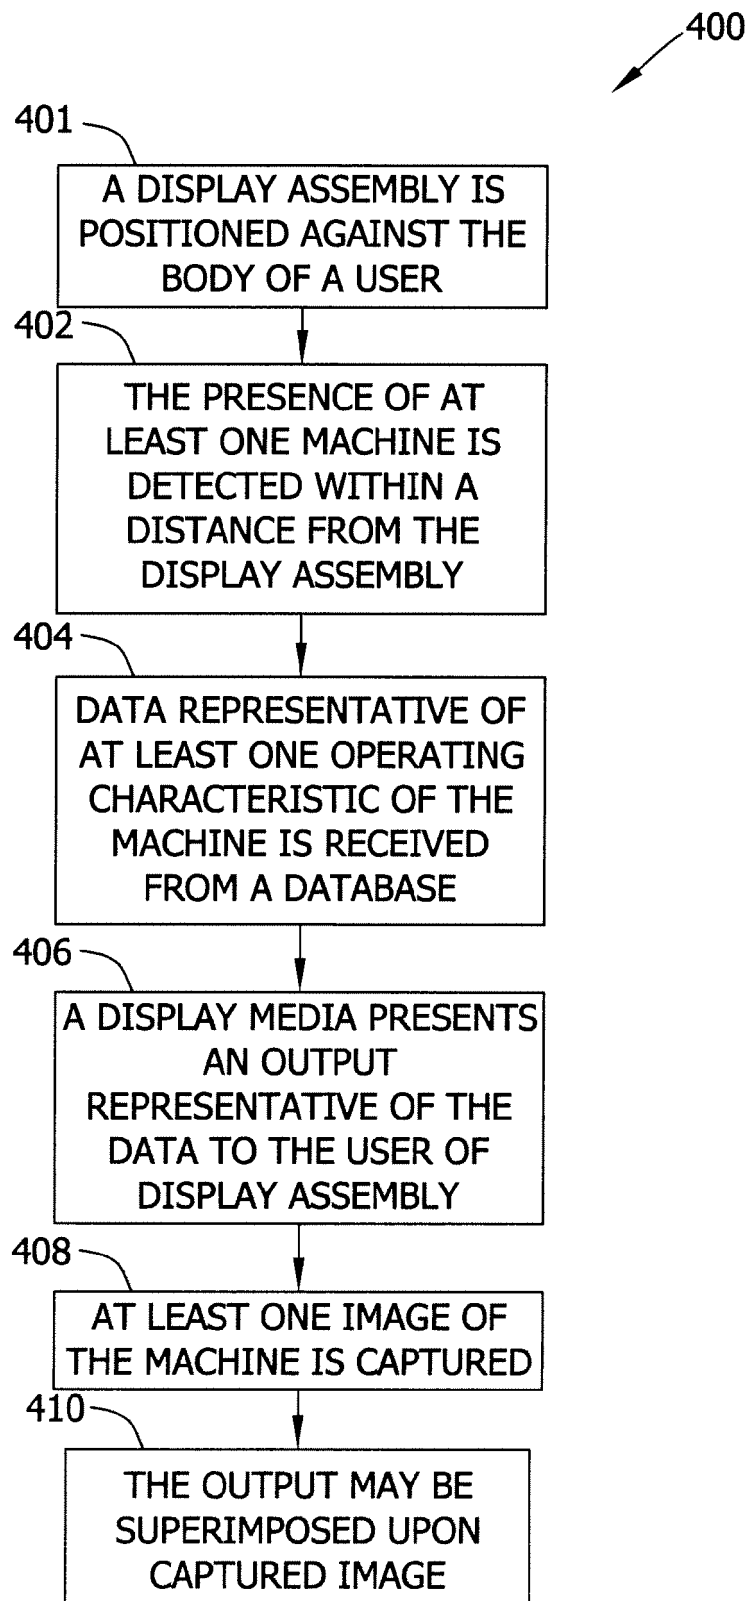 400
401
A DISPLAY ASSEMBLY IS
POSITIONED AGAINST THE
BODY OF A USER
402
THE PRESENCE OF AT
LEAST ONE MACHINE IS
DETECTED WITHIN A
DISTANCE FROM THE
DISPLAY ASSEMBLY
404
DATA REPRESENTATIVE OF
AT LEAST ONE OPERATING
CHARACTERISTIC OF THE
MACHINE IS RECEIVED
FROM A DATABASE
406
A DISPLAY MEDIA PRESENTS
AN OUTPUT
REPRESENTATIVE OF THE
DATA TO THE USER OF
DISPLAY ASSEMBLY
408
AT LEAST ONE IMAGE OF
THE MACHINE IS CAPTURED
410
THE OUTPUT MAY BE
SUPERIMPOSED UPON
CAPTURED IMAGE